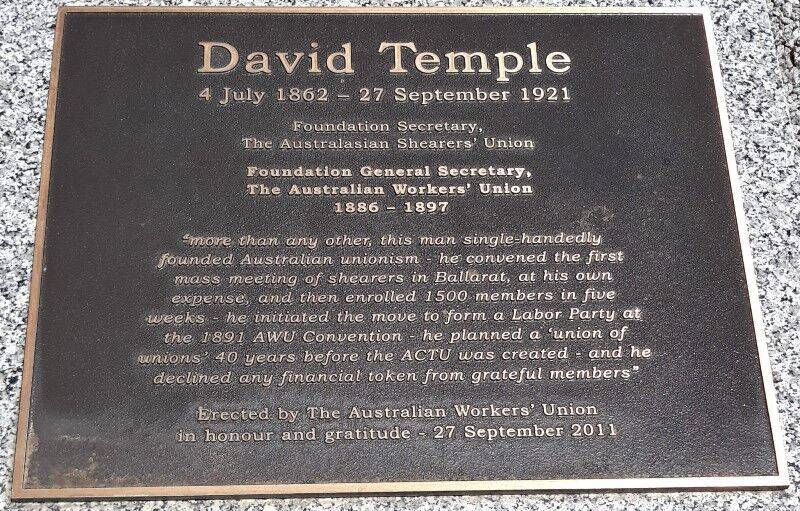 David Temple
4 July 1862 – 27 September 1921
Foundation Secretary,
The Australasian Shearers' Union
Foundation General Secretary,
The Australian Workers' Union
1886 – 1897
“more than any other, this man single-handedly
founded Australian unionism - he convened the first
mass meeting of shearers in Ballarat, at his own
expense, and then enrolled 1500 members in five
weeks - he initiated the move to form a Labor Party at
the 1891 AWU Convention - he planned a ‘union of
unions’ 40 years before the ACTU was created - and he
declined any financial token from grateful members”
Erected by The Australian Workers' Union
in honour and gratitude - 27 September 2011